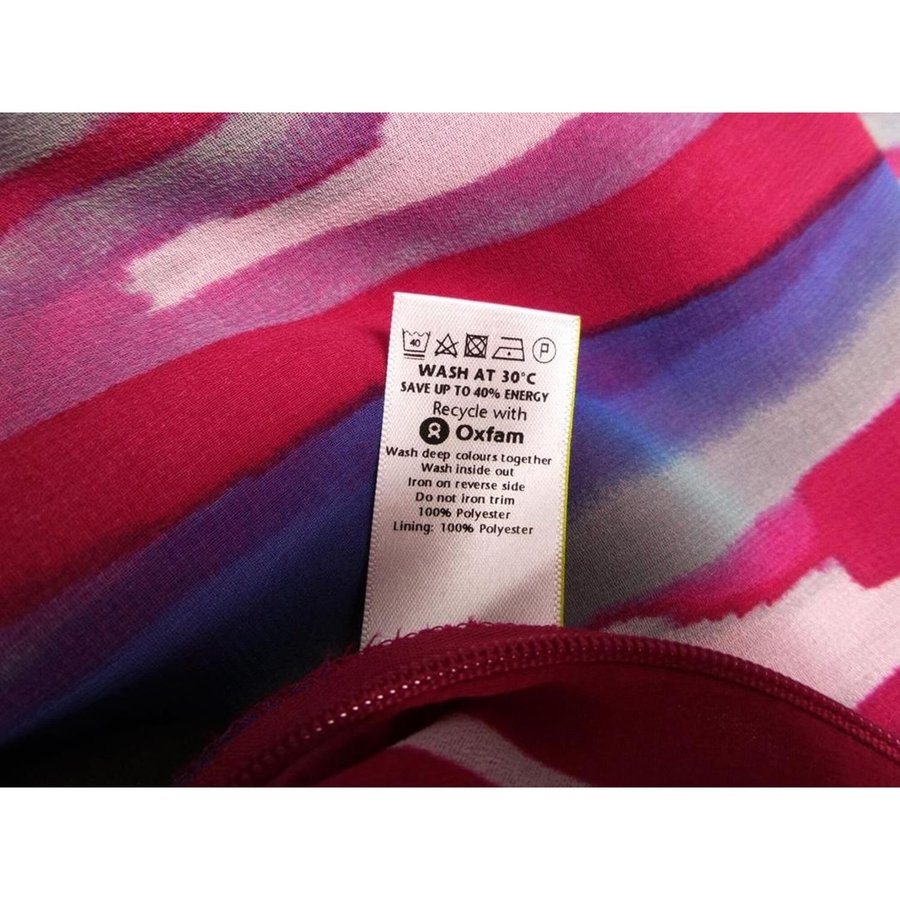 40 P
WASH AT 30°C
SAVE UP TO 40% ENERGY
Recycle with
Oxfam
Wash deep colours together
Wash inside out
Iron on reverse side
Do not iron trim
100% Polyester
Lining: 100% Polyester